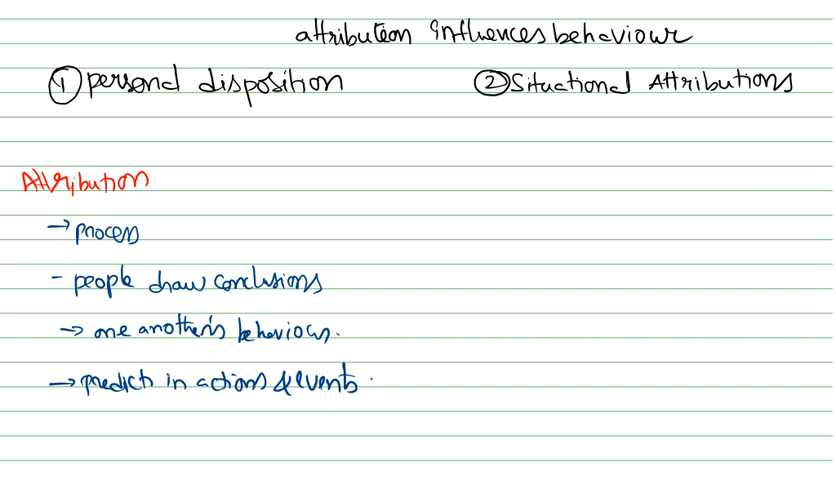 attribution influences behaviour
① personal disposition ② Situational Attributions
Attribution
→ process
- people draw conclusions
→ one another's behaviour.
→ predict in actions & events.